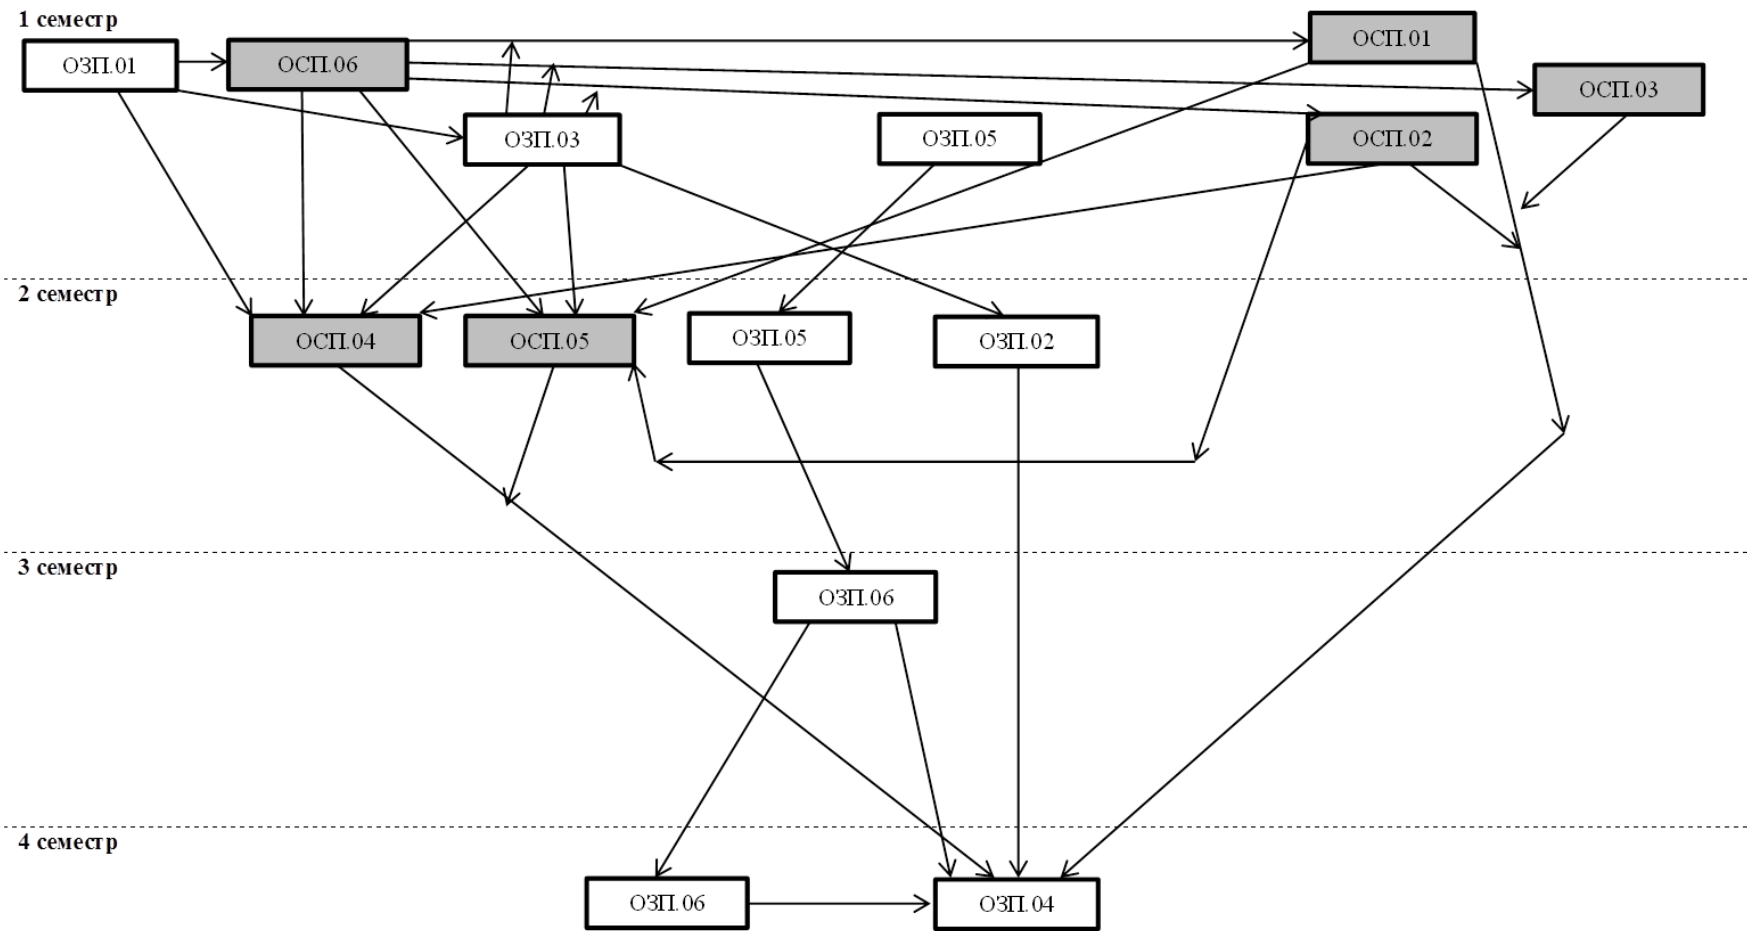 1 семестр
ОЗП.01
ОСП.06
ОСП.01
ОСП.03
ОЗП.03
ОЗП.05
ОСП.02
2 семестр
ОСП.04
ОСП.05
ОЗП.05
ОЗП.02
3 семестр
ОЗП.06
4 семестр
ОЗП.06
ОЗП.04